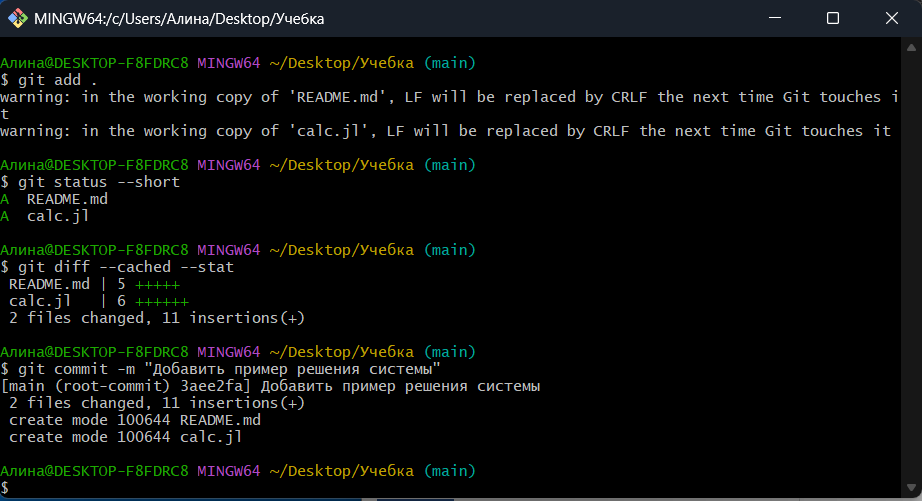 MINGW64:/c/Users/Алина/Desktop/Учебка
Алина@DESKTOP-F8FDRC8 MINGW64 ~/Desktop/Учебка (main)
$ git add .
warning: in the working copy of 'README.md', LF will be replaced by CRLF the next time Git touches i
t
warning: in the working copy of 'calc.jl', LF will be replaced by CRLF the next time Git touches it
Алина@DESKTOP-F8FDRC8 MINGW64 ~/Desktop/Учебка (main)
$ git status --short
A  README.md
A  calc.jl
Алина@DESKTOP-F8FDRC8 MINGW64 ~/Desktop/Учебка (main)
$ git diff --cached --stat
 README.md | 5 +++++
 calc.jl   | 6 ++++++
 2 files changed, 11 insertions(+)
Алина@DESKTOP-F8FDRC8 MINGW64 ~/Desktop/Учебка (main)
$ git commit -m "Добавить пример решения системы"
[main (root-commit) 3aee2fa] Добавить пример решения системы
 2 files changed, 11 insertions(+)
 create mode 100644 README.md
 create mode 100644 calc.jl
Алина@DESKTOP-F8FDRC8 MINGW64 ~/Desktop/Учебка (main)
$